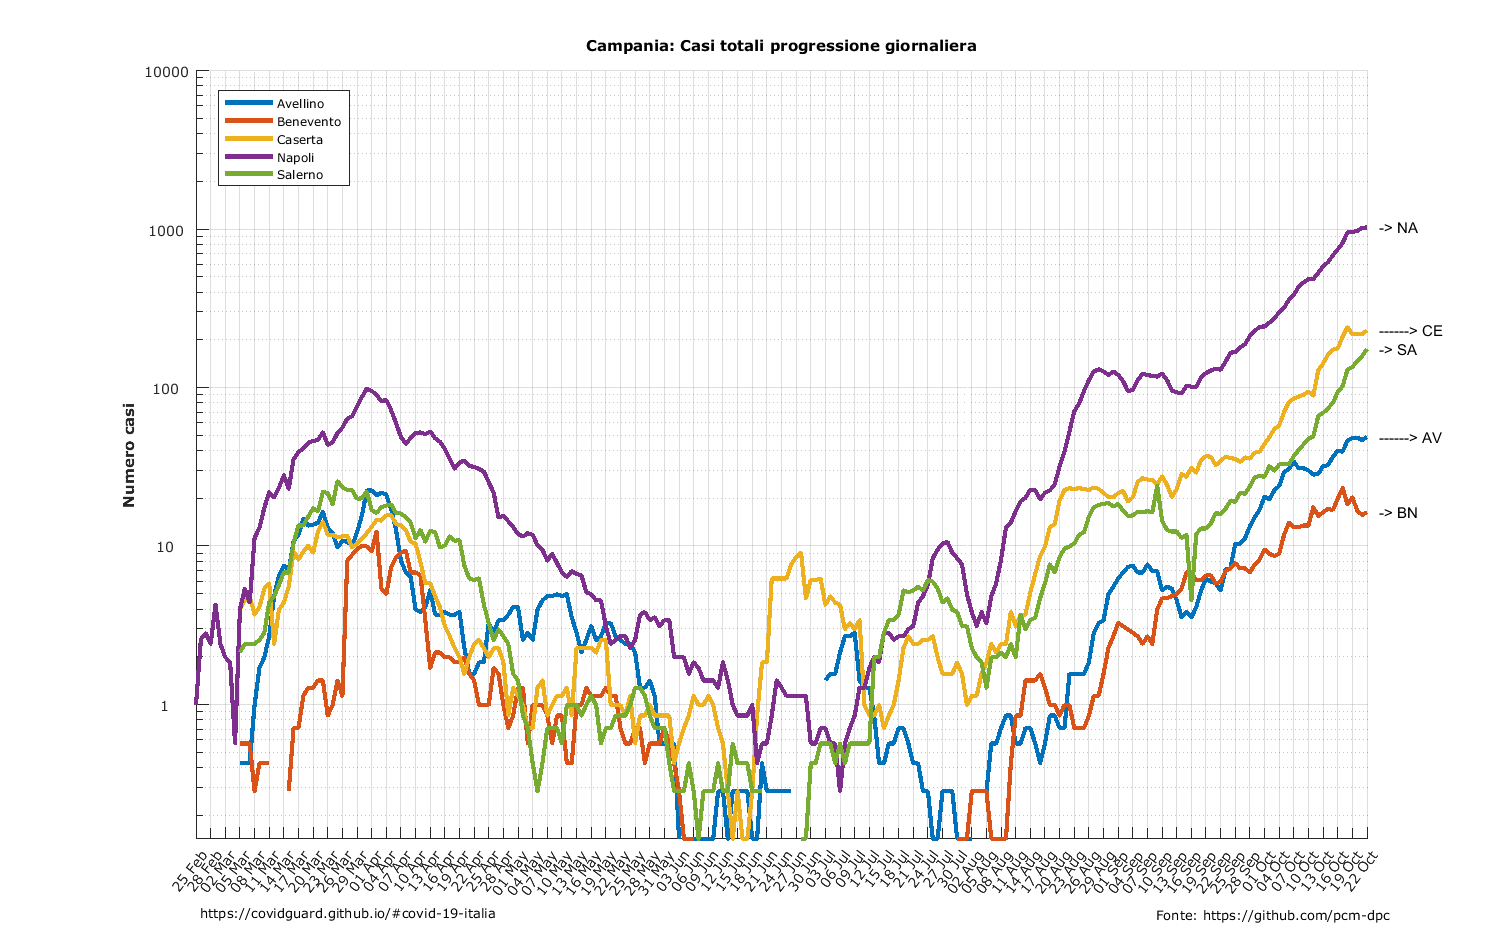 Campania: Casi totali progressione giornaliera
10000
1000
100
10
1
Numero casi
Avellino
Benevento
Caserta
Napoli
Salerno
-> NA
------> CE
-> SA
------> AV
-> BN
25 Feb
28 Feb
02 Mar
05 Mar
08 Mar
11 Mar
14 Mar
17 Mar
20 Mar
23 Mar
26 Mar
29 Mar
01 Apr
04 Apr
07 Apr
10 Apr
13 Apr
16 Apr
19 Apr
22 Apr
25 Apr
28 Apr
01 May
04 May
07 May
10 May
13 May
16 May
19 May
22 May
25 May
28 May
31 May
03 Jun
06 Jun
09 Jun
12 Jun
15 Jun
18 Jun
21 Jun
24 Jun
27 Jun
30 Jun
03 Jul
06 Jul
09 Jul
12 Jul
15 Jul
18 Jul
21 Jul
24 Jul
27 Jul
30 Jul
02 Aug
05 Aug
08 Aug
11 Aug
14 Aug
17 Aug
20 Aug
23 Aug
26 Aug
29 Aug
01 Sep
04 Sep
07 Sep
10 Sep
13 Sep
16 Sep
19 Sep
22 Sep
25 Sep
28 Sep
01 Oct
04 Oct
07 Oct
10 Oct
13 Oct
16 Oct
19 Oct
22 Oct
https://covidguard.github.io/#covid-19-italia
Fonte: https://github.com/pcm-dpc